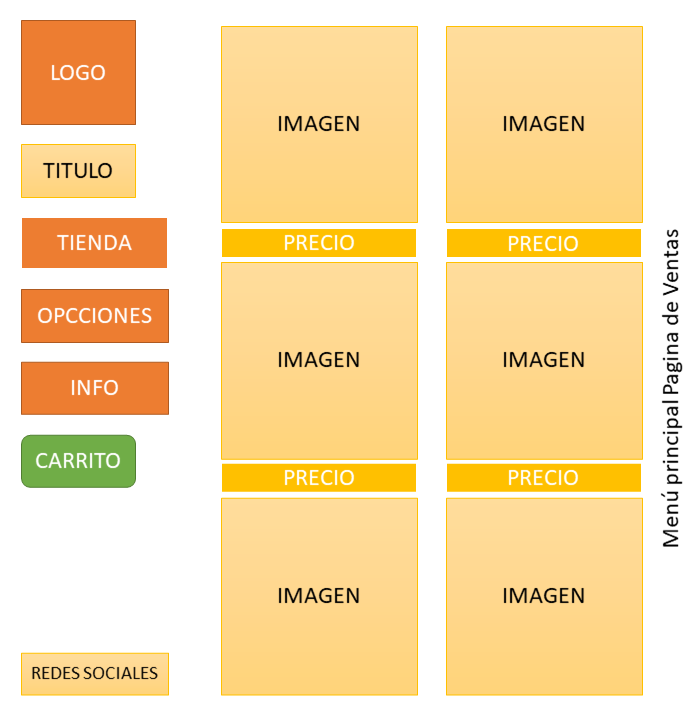 LOGO
TITULO
TIENDA
OPCCIONES
INFO
CARRITO
REDES SOCIALES
IMAGEN
IMAGEN
PRECIO
PRECIO
IMAGEN
IMAGEN
PRECIO
PRECIO
IMAGEN
IMAGEN
Menú principal Pagina de Ventas